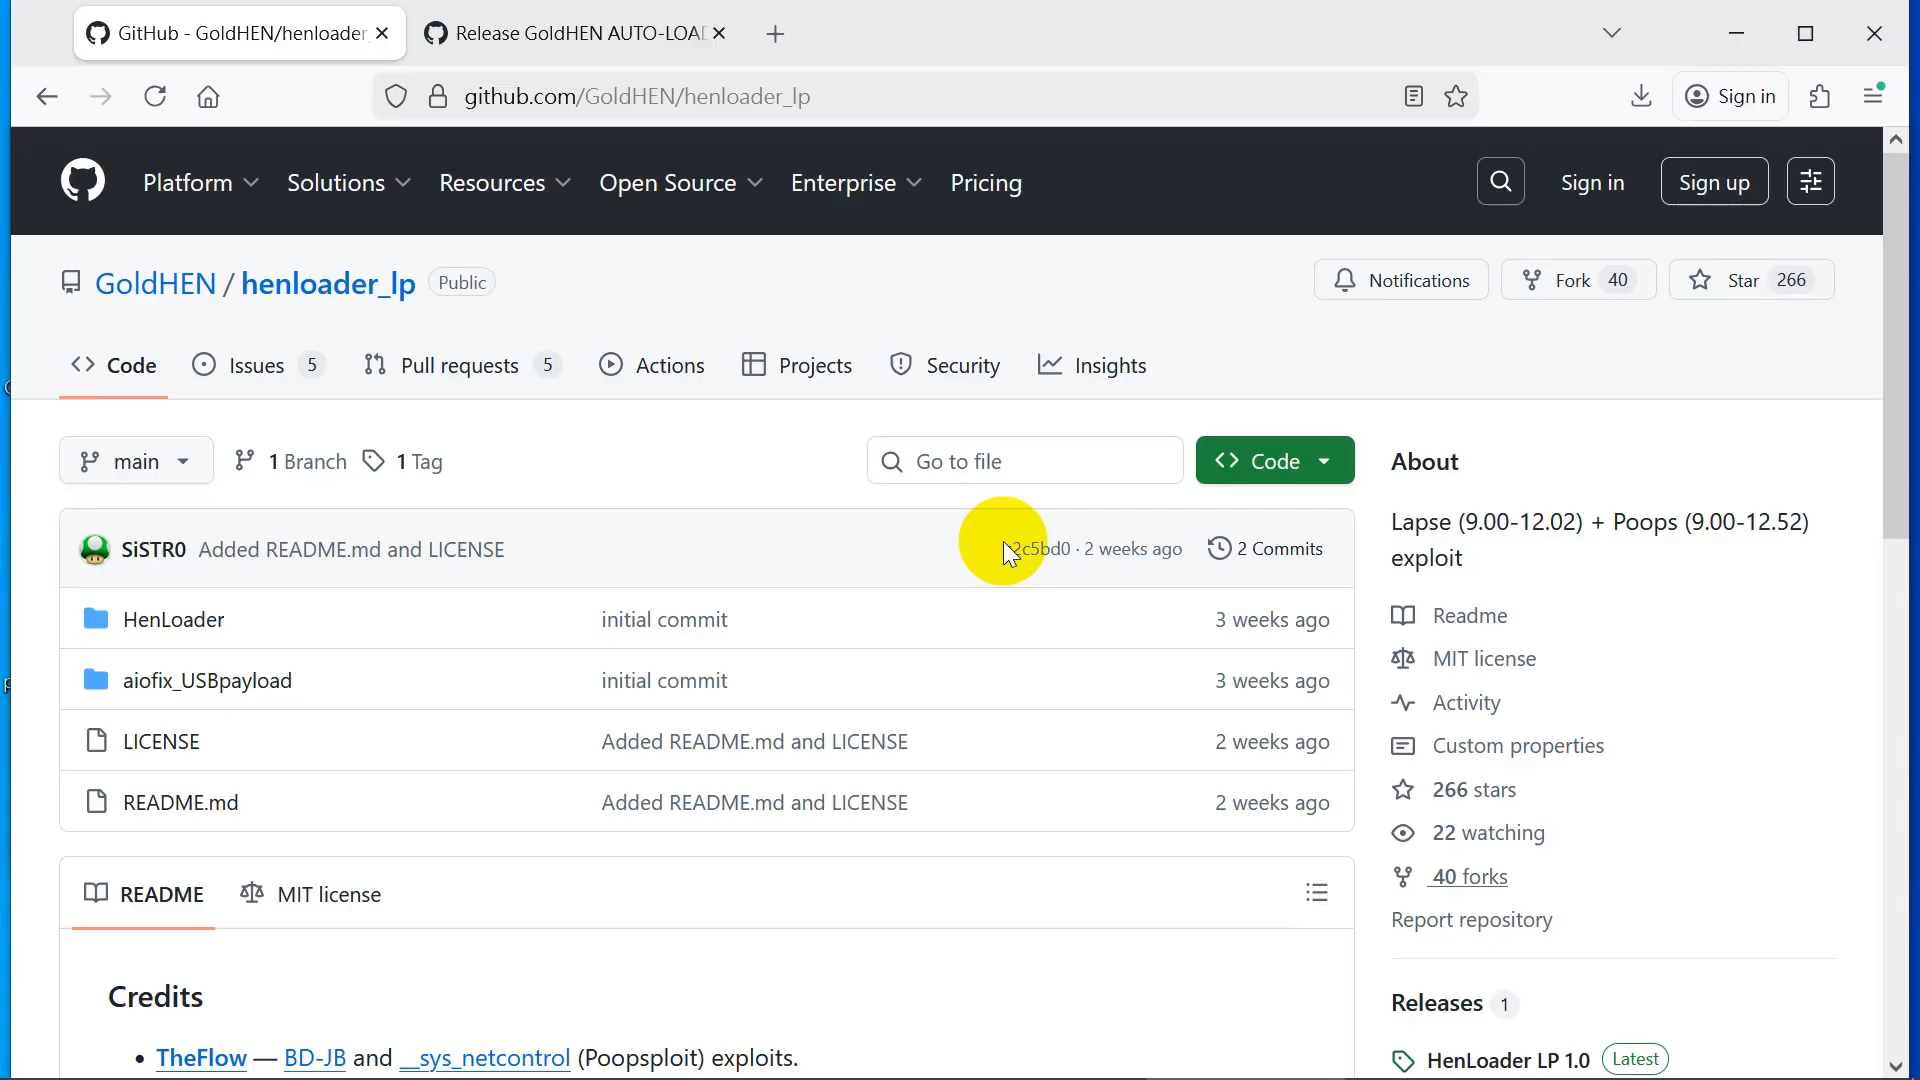 GitHub - GoldHEN/henloader
Release GoldHEN AUTO-LOA
github.com/GoldHEN/henloader_lp
Sign in
Platform
Solutions
Resources
Open Source
Enterprise
Pricing
Sign in
Sign up
GoldHEN / henloader_lp
Public
Notifications
Fork 40
Star 266
Code
Issues 5
Pull requests 5
Actions
Projects
Security
Insights
main
1 Branch
1 Tag
Go to file
Code
SiSTR0 Added README.md and LICENSE
2c5bd0 · 2 weeks ago
2 Commits
HenLoader initial commit 3 weeks ago
aiofix_USBpayload initial commit 3 weeks ago
LICENSE Added README.md and LICENSE 2 weeks ago
README.md Added README.md and LICENSE 2 weeks ago
README
MIT license
Credits
• TheFlow — BD-JB and __sys_netcontrol (Poopsploit) exploits.
About
Lapse (9.00-12.02) + Poops (9.00-12.52)
exploit
Readme
MIT license
Activity
Custom properties
266 stars
22 watching
40 forks
Report repository
Releases 1
HenLoader LP 1.0 Latest